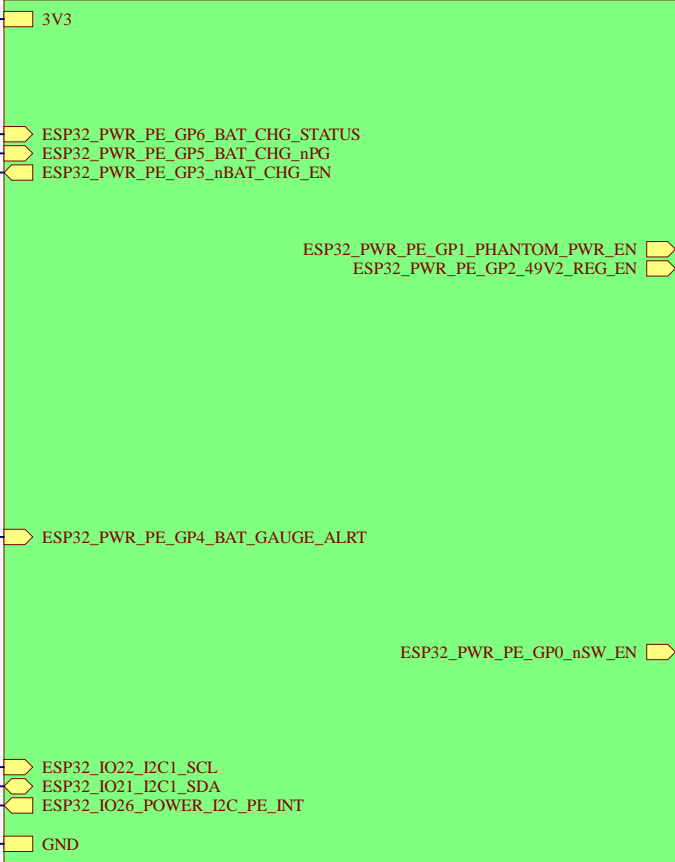 3V3
ESP32_PWR_PE_GP6_BAT_CHG_STATUS
ESP32_PWR_PE_GP5_BAT_CHG_nPG
ESP32_PWR_PE_GP3_nBAT_CHG_EN
ESP32_PWR_PE_GP1_PHANTOM_PWR_EN
ESP32_PWR_PE_GP2_49V2_REG_EN
ESP32_PWR_PE_GP4_BAT_GAUGE_ALRT
ESP32_PWR_PE_GP0_nSW_EN
ESP32_IO22_I2C1_SCL
ESP32_IO21_I2C1_SDA
ESP32_IO26_POWER_I2C_PE_INT
GND